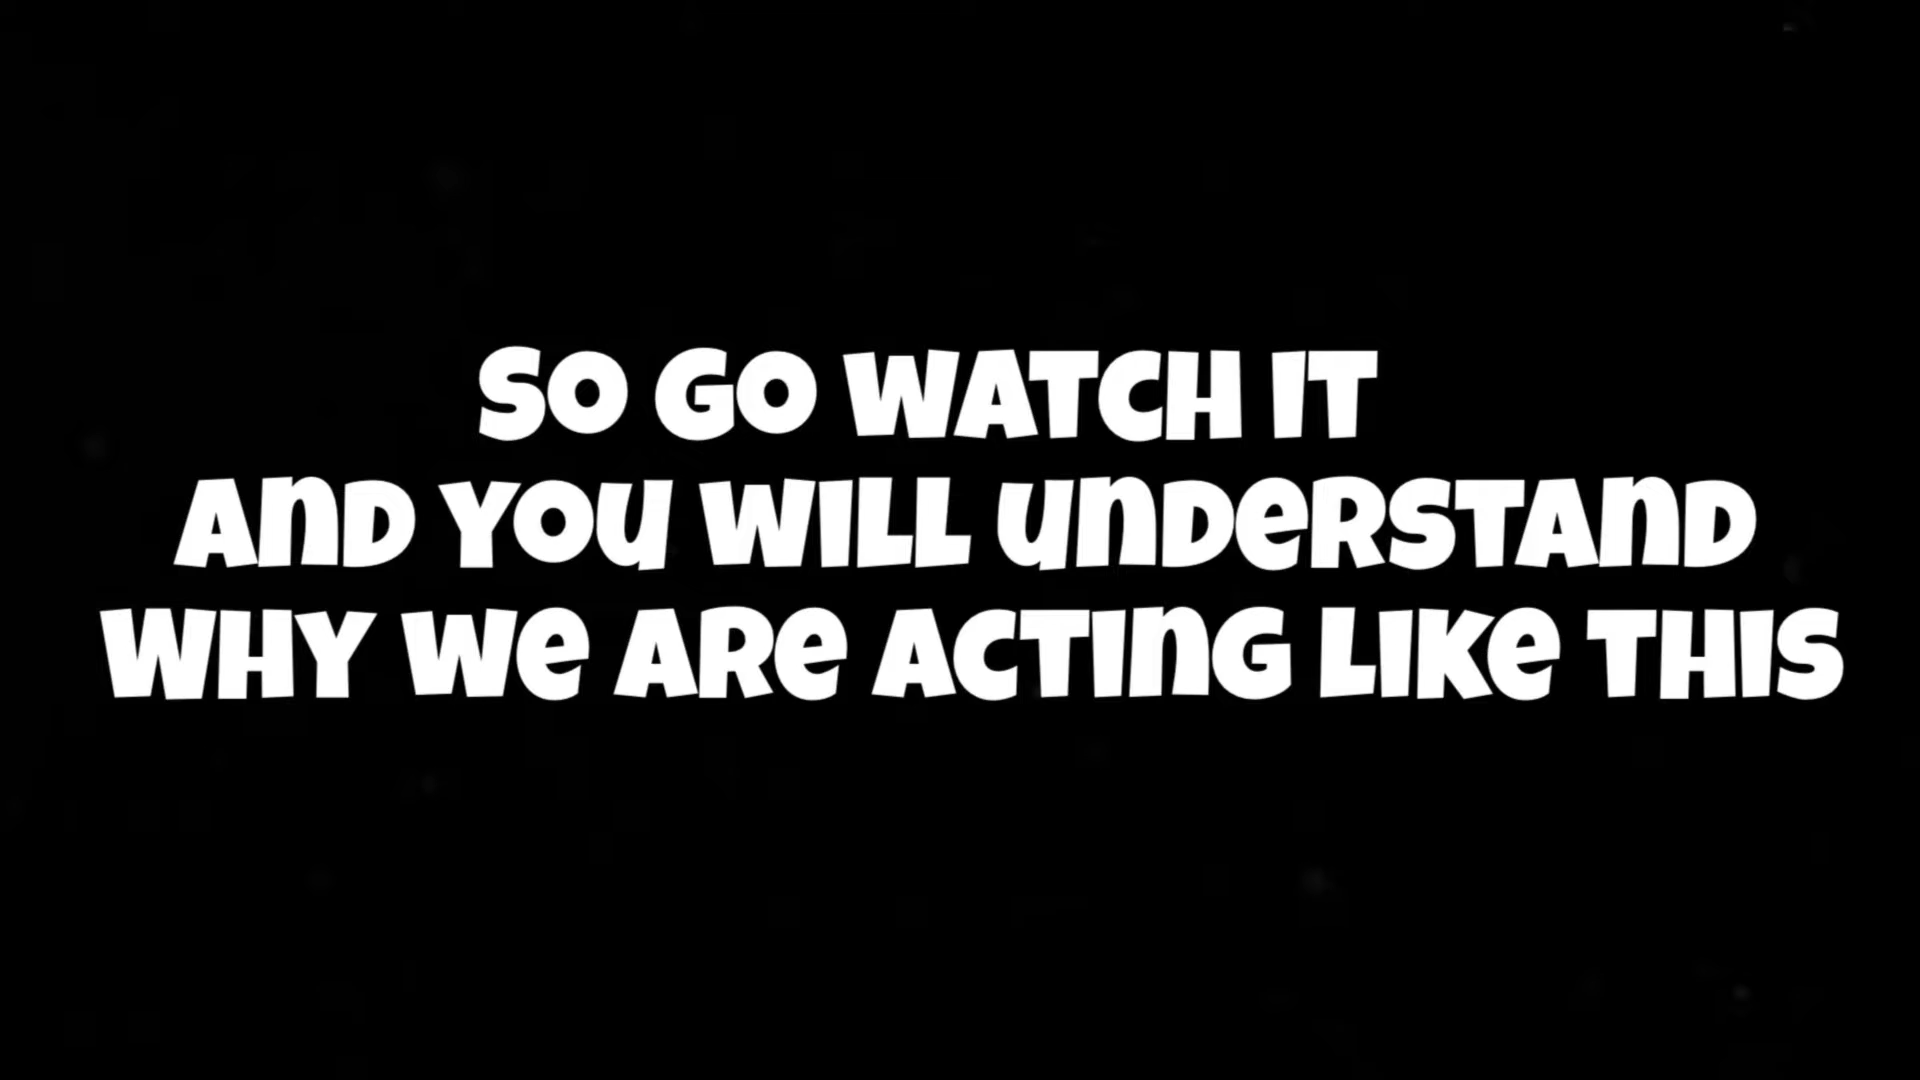 SO GO WATCH IT
AND YOU WILL UNDERSTAND
WHY WE ARE ACTING LIKE THIS